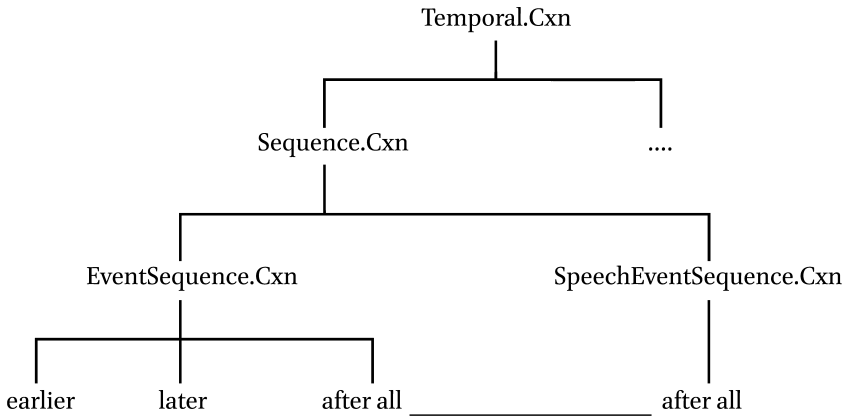 Temporal.Cxn
Sequence.Cxn ....
EventSequence.Cxn SpeechEventSequence.Cxn
earlier later after all after all